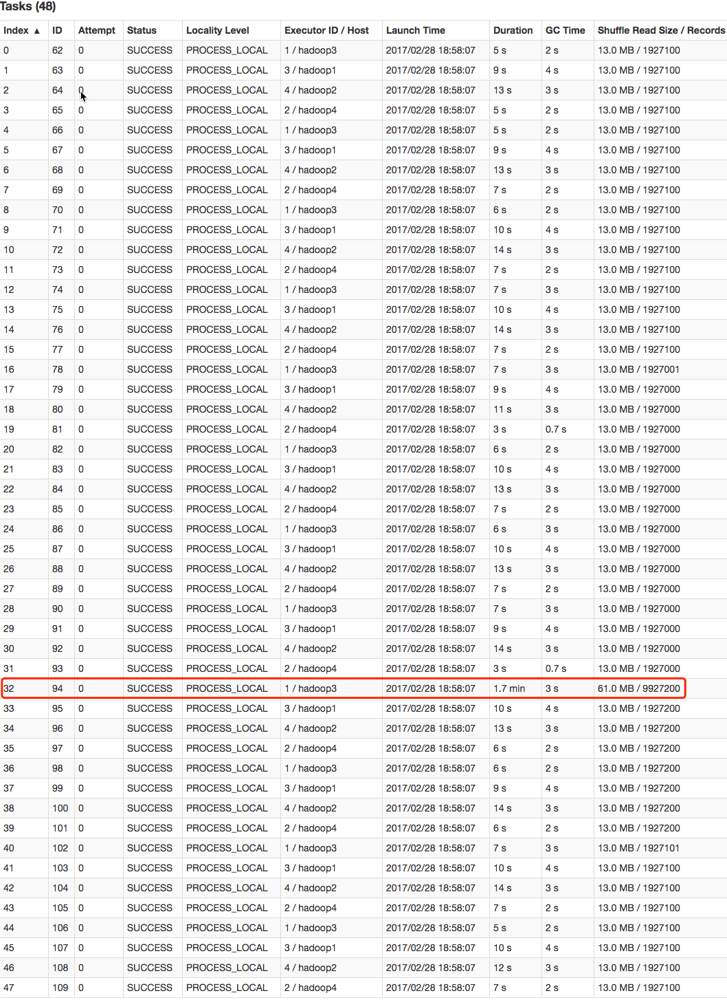 Tasks (48)
Index ▲ ID Attempt Status Locality Level Executor ID / Host Launch Time Duration GC Time Shuffle Read Size / Records
0 62 0 SUCCESS PROCESS_LOCAL 1 / hadoop3 2017/02/28 18:58:07 5 s 2 s 13.0 MB / 1927100
1 63 0 SUCCESS PROCESS_LOCAL 3 / hadoop1 2017/02/28 18:58:07 9 s 4 s 13.0 MB / 1927100
2 64 0 SUCCESS PROCESS_LOCAL 4 / hadoop2 2017/02/28 18:58:07 13 s 3 s 13.0 MB / 1927100
3 65 0 SUCCESS PROCESS_LOCAL 2 / hadoop4 2017/02/28 18:58:07 5 s 2 s 13.0 MB / 1927100
4 66 0 SUCCESS PROCESS_LOCAL 1 / hadoop3 2017/02/28 18:58:07 5 s 2 s 13.0 MB / 1927100
5 67 0 SUCCESS PROCESS_LOCAL 3 / hadoop1 2017/02/28 18:58:07 9 s 4 s 13.0 MB / 1927100
6 68 0 SUCCESS PROCESS_LOCAL 4 / hadoop2 2017/02/28 18:58:07 13 s 3 s 13.0 MB / 1927100
7 69 0 SUCCESS PROCESS_LOCAL 2 / hadoop4 2017/02/28 18:58:07 7 s 2 s 13.0 MB / 1927100
8 70 0 SUCCESS PROCESS_LOCAL 1 / hadoop3 2017/02/28 18:58:07 6 s 2 s 13.0 MB / 1927100
9 71 0 SUCCESS PROCESS_LOCAL 3 / hadoop1 2017/02/28 18:58:07 10 s 4 s 13.0 MB / 1927100
10 72 0 SUCCESS PROCESS_LOCAL 4 / hadoop2 2017/02/28 18:58:07 14 s 3 s 13.0 MB / 1927100
11 73 0 SUCCESS PROCESS_LOCAL 2 / hadoop4 2017/02/28 18:58:07 7 s 2 s 13.0 MB / 1927100
12 74 0 SUCCESS PROCESS_LOCAL 1 / hadoop3 2017/02/28 18:58:07 7 s 3 s 13.0 MB / 1927100
13 75 0 SUCCESS PROCESS_LOCAL 3 / hadoop1 2017/02/28 18:58:07 10 s 4 s 13.0 MB / 1927100
14 76 0 SUCCESS PROCESS_LOCAL 4 / hadoop2 2017/02/28 18:58:07 14 s 3 s 13.0 MB / 1927100
15 77 0 SUCCESS PROCESS_LOCAL 2 / hadoop4 2017/02/28 18:58:07 7 s 2 s 13.0 MB / 1927100
16 78 0 SUCCESS PROCESS_LOCAL 1 / hadoop3 2017/02/28 18:58:07 7 s 3 s 13.0 MB / 1927001
17 79 0 SUCCESS PROCESS_LOCAL 3 / hadoop1 2017/02/28 18:58:07 9 s 4 s 13.0 MB / 1927000
18 80 0 SUCCESS PROCESS_LOCAL 4 / hadoop2 2017/02/28 18:58:07 11 s 3 s 13.0 MB / 1927000
19 81 0 SUCCESS PROCESS_LOCAL 2 / hadoop4 2017/02/28 18:58:07 3 s 0.7 s 13.0 MB / 1927000
20 82 0 SUCCESS PROCESS_LOCAL 1 / hadoop3 2017/02/28 18:58:07 6 s 2 s 13.0 MB / 1927000
21 83 0 SUCCESS PROCESS_LOCAL 3 / hadoop1 2017/02/28 18:58:07 10 s 4 s 13.0 MB / 1927000
22 84 0 SUCCESS PROCESS_LOCAL 4 / hadoop2 2017/02/28 18:58:07 13 s 3 s 13.0 MB / 1927000
23 85 0 SUCCESS PROCESS_LOCAL 2 / hadoop4 2017/02/28 18:58:07 7 s 2 s 13.0 MB / 1927000
24 86 0 SUCCESS PROCESS_LOCAL 1 / hadoop3 2017/02/28 18:58:07 6 s 3 s 13.0 MB / 1927000
25 87 0 SUCCESS PROCESS_LOCAL 3 / hadoop1 2017/02/28 18:58:07 10 s 4 s 13.0 MB / 1927000
26 88 0 SUCCESS PROCESS_LOCAL 4 / hadoop2 2017/02/28 18:58:07 13 s 3 s 13.0 MB / 1927000
27 89 0 SUCCESS PROCESS_LOCAL 2 / hadoop4 2017/02/28 18:58:07 7 s 2 s 13.0 MB / 1927000
28 90 0 SUCCESS PROCESS_LOCAL 1 / hadoop3 2017/02/28 18:58:07 7 s 3 s 13.0 MB / 1927000
29 91 0 SUCCESS PROCESS_LOCAL 3 / hadoop1 2017/02/28 18:58:07 9 s 4 s 13.0 MB / 1927000
30 92 0 SUCCESS PROCESS_LOCAL 4 / hadoop2 2017/02/28 18:58:07 14 s 3 s 13.0 MB / 1927000
31 93 0 SUCCESS PROCESS_LOCAL 2 / hadoop4 2017/02/28 18:58:07 3 s 0.7 s 13.0 MB / 1927000
32 94 0 SUCCESS PROCESS_LOCAL 1 / hadoop3 2017/02/28 18:58:07 1.7 min 3 s 61.0 MB / 9927200
33 95 0 SUCCESS PROCESS_LOCAL 3 / hadoop1 2017/02/28 18:58:07 10 s 4 s 13.0 MB / 1927200
34 96 0 SUCCESS PROCESS_LOCAL 4 / hadoop2 2017/02/28 18:58:07 13 s 3 s 13.0 MB / 1927200
35 97 0 SUCCESS PROCESS_LOCAL 2 / hadoop4 2017/02/28 18:58:07 6 s 2 s 13.0 MB / 1927200
36 98 0 SUCCESS PROCESS_LOCAL 1 / hadoop3 2017/02/28 18:58:07 6 s 2 s 13.0 MB / 1927200
37 99 0 SUCCESS PROCESS_LOCAL 3 / hadoop1 2017/02/28 18:58:07 9 s 4 s 13.0 MB / 1927200
38 100 0 SUCCESS PROCESS_LOCAL 4 / hadoop2 2017/02/28 18:58:07 14 s 3 s 13.0 MB / 1927200
39 101 0 SUCCESS PROCESS_LOCAL 2 / hadoop4 2017/02/28 18:58:07 6 s 2 s 13.0 MB / 1927200
40 102 0 SUCCESS PROCESS_LOCAL 1 / hadoop3 2017/02/28 18:58:07 7 s 3 s 13.0 MB / 1927101
41 103 0 SUCCESS PROCESS_LOCAL 3 / hadoop1 2017/02/28 18:58:07 10 s 4 s 13.0 MB / 1927100
42 104 0 SUCCESS PROCESS_LOCAL 4 / hadoop2 2017/02/28 18:58:07 14 s 3 s 13.0 MB / 1927100
43 105 0 SUCCESS PROCESS_LOCAL 2 / hadoop4 2017/02/28 18:58:07 7 s 2 s 13.0 MB / 1927100
44 106 0 SUCCESS PROCESS_LOCAL 1 / hadoop3 2017/02/28 18:58:07 5 s 2 s 13.0 MB / 1927100
45 107 0 SUCCESS PROCESS_LOCAL 3 / hadoop1 2017/02/28 18:58:07 10 s 4 s 13.0 MB / 1927100
46 108 0 SUCCESS PROCESS_LOCAL 4 / hadoop2 2017/02/28 18:58:07 12 s 3 s 13.0 MB / 1927100
47 109 0 SUCCESS PROCESS_LOCAL 2 / hadoop4 2017/02/28 18:58:07 7 s 2 s 13.0 MB / 1927100